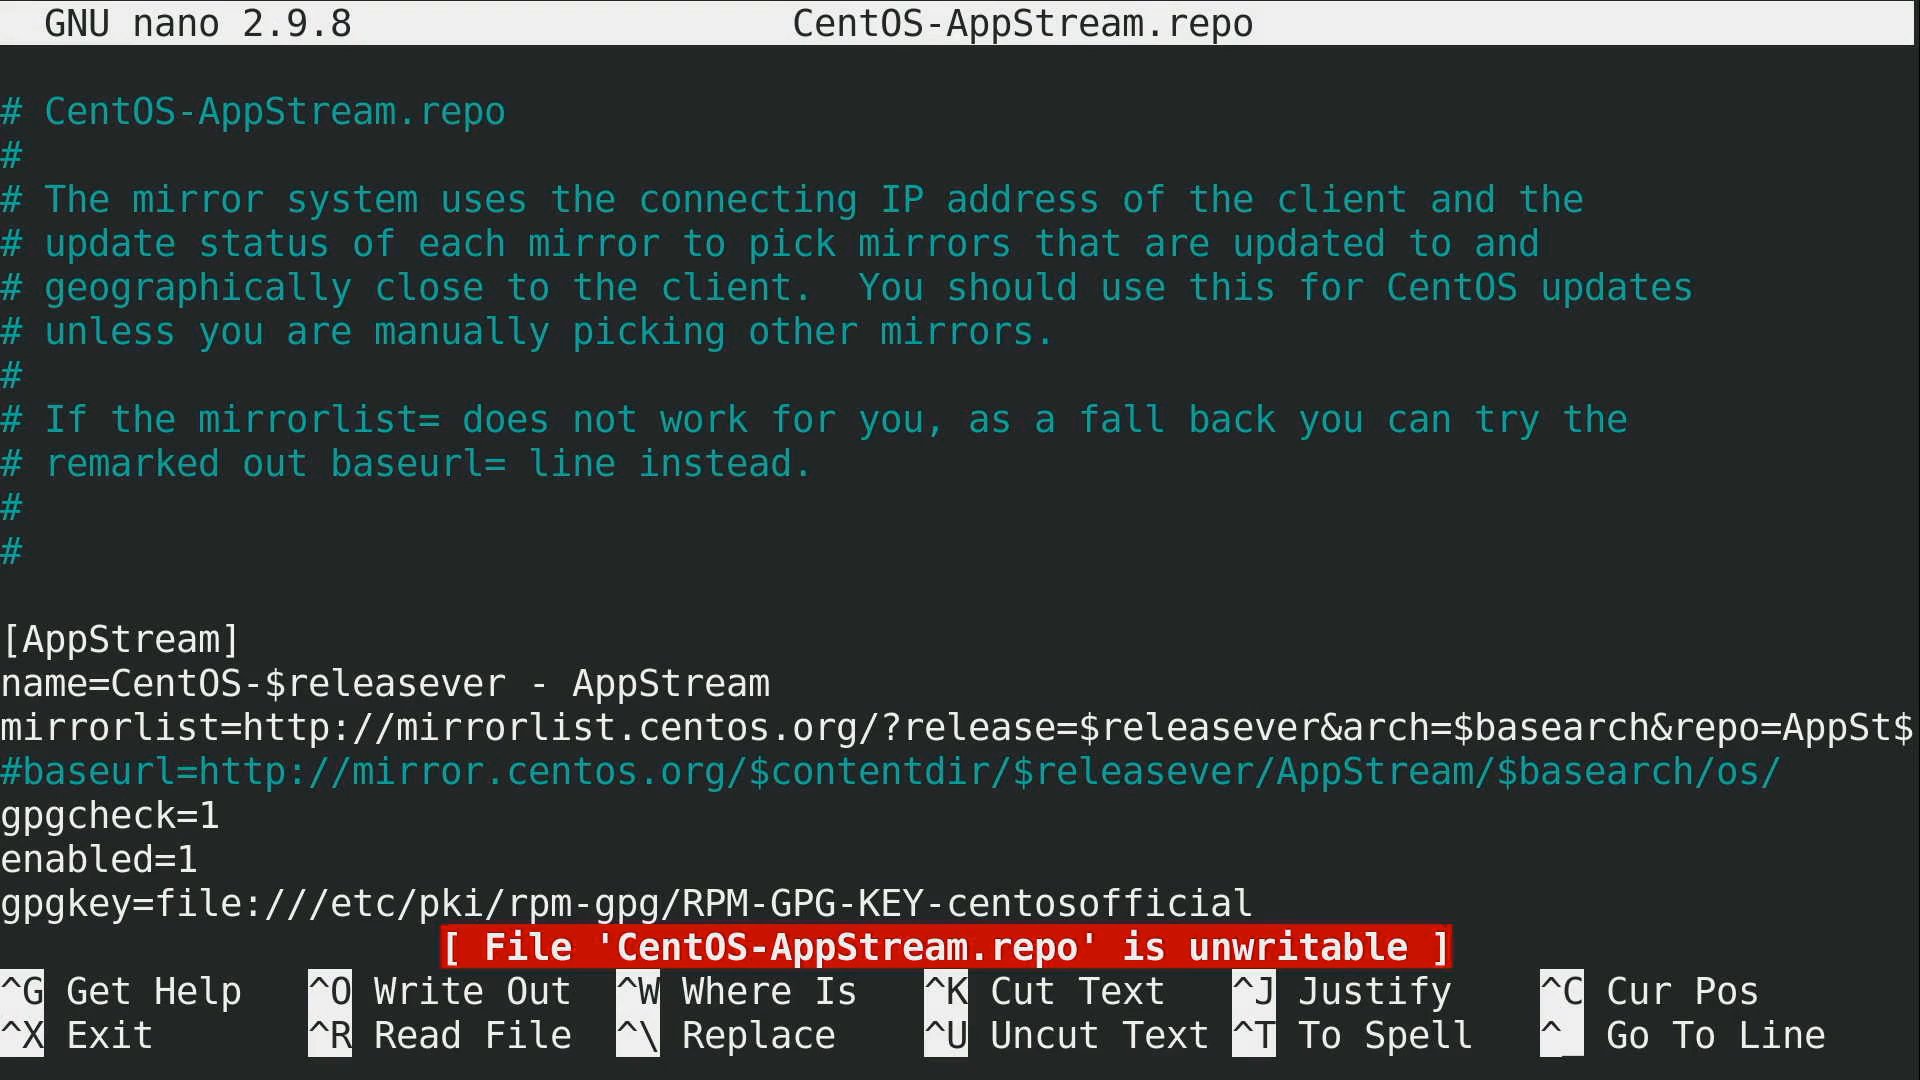 GNU nano 2.9.8 CentOS-AppStream.repo
# CentOS-AppStream.repo
#
# The mirror system uses the connecting IP address of the client and the
# update status of each mirror to pick mirrors that are updated to and
# geographically close to the client.  You should use this for CentOS updates
# unless you are manually picking other mirrors.
#
# If the mirrorlist= does not work for you, as a fall back you can try the
# remarked out baseurl= line instead.
#
#
[AppStream]
name=CentOS-$releasever - AppStream
mirrorlist=http://mirrorlist.centos.org/?release=$releasever&arch=$basearch&repo=AppSt$
#baseurl=http://mirror.centos.org/$contentdir/$releasever/AppStream/$basearch/os/
gpgcheck=1
enabled=1
gpgkey=file:///etc/pki/rpm-gpg/RPM-GPG-KEY-centosofficial
[ File 'CentOS-AppStream.repo' is unwritable ]
^G Get Help ^O Write Out ^W Where Is ^K Cut Text ^J Justify ^C Cur Pos
^X Exit ^R Read File ^\ Replace ^U Uncut Text ^T To Spell ^_ Go To Line